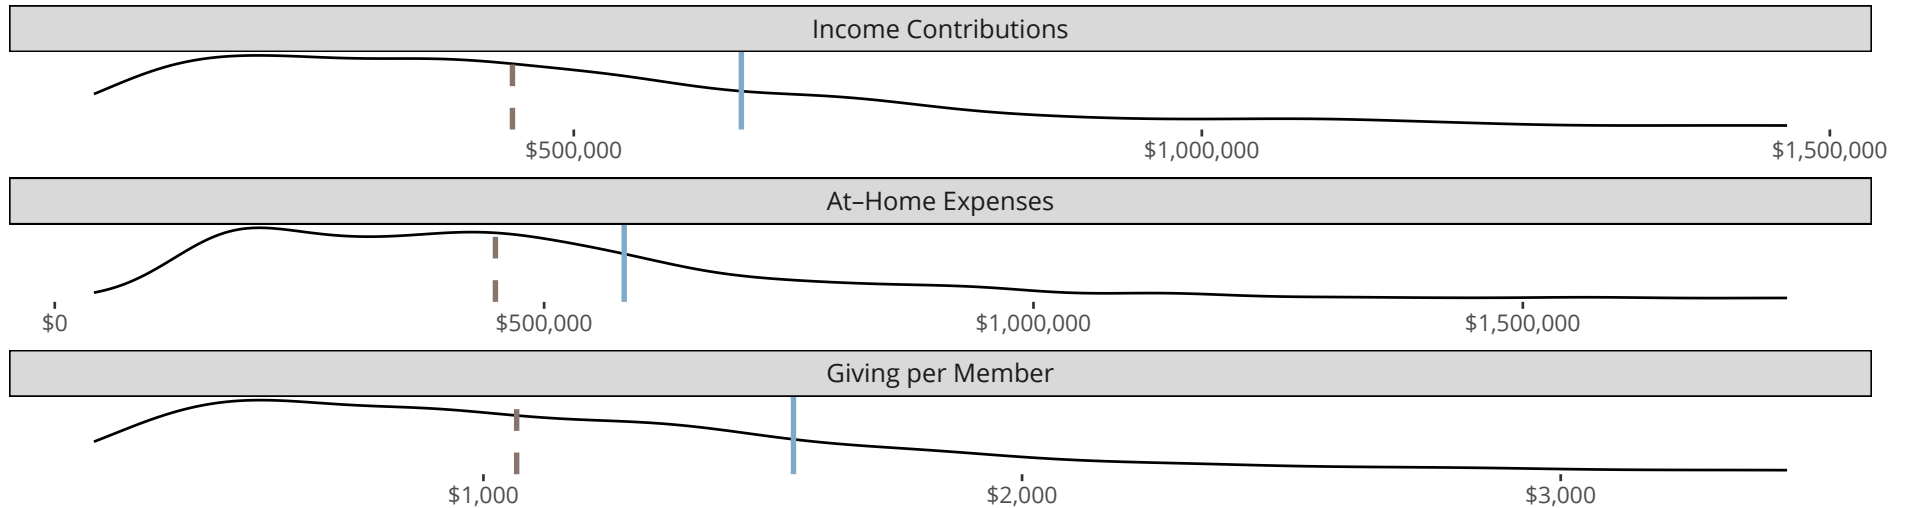 Income Contributions
$500,000 $1,000,000 $1,500,000
At–Home Expenses
$0 $500,000 $1,000,000 $1,500,000
Giving per Member
$1,000 $2,000 $3,000